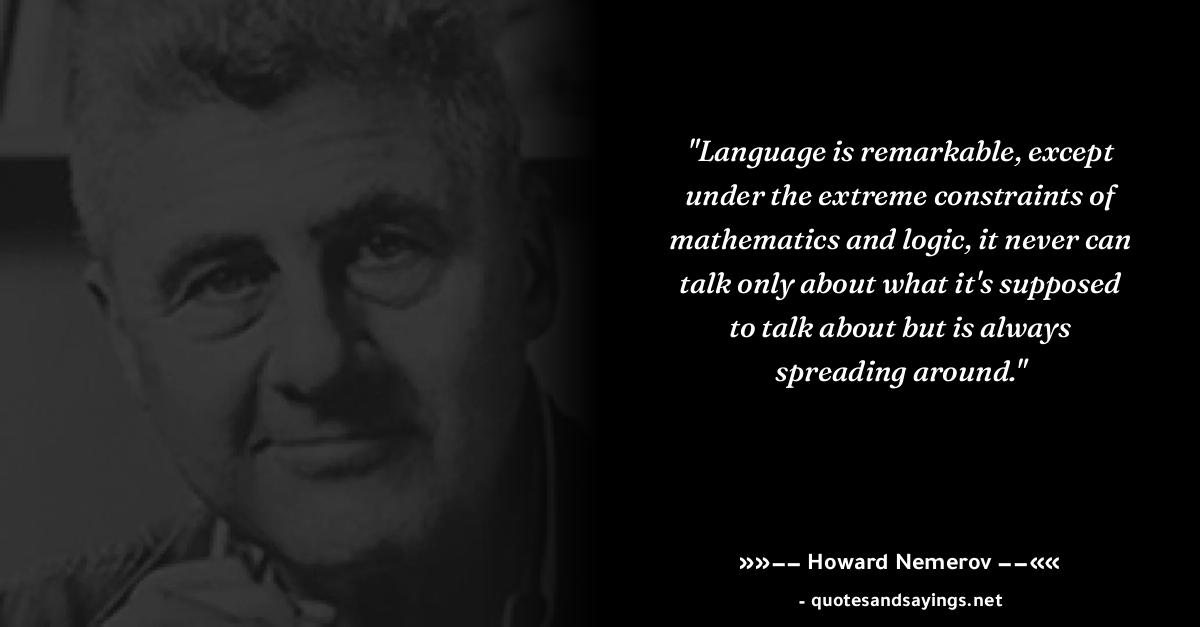 "Language is remarkable, except
under the extreme constraints of
mathematics and logic, it never can
talk only about what it's supposed
to talk about but is always
spreading around."
»»–– Howard Nemerov ––««
- quotesandsayings.net